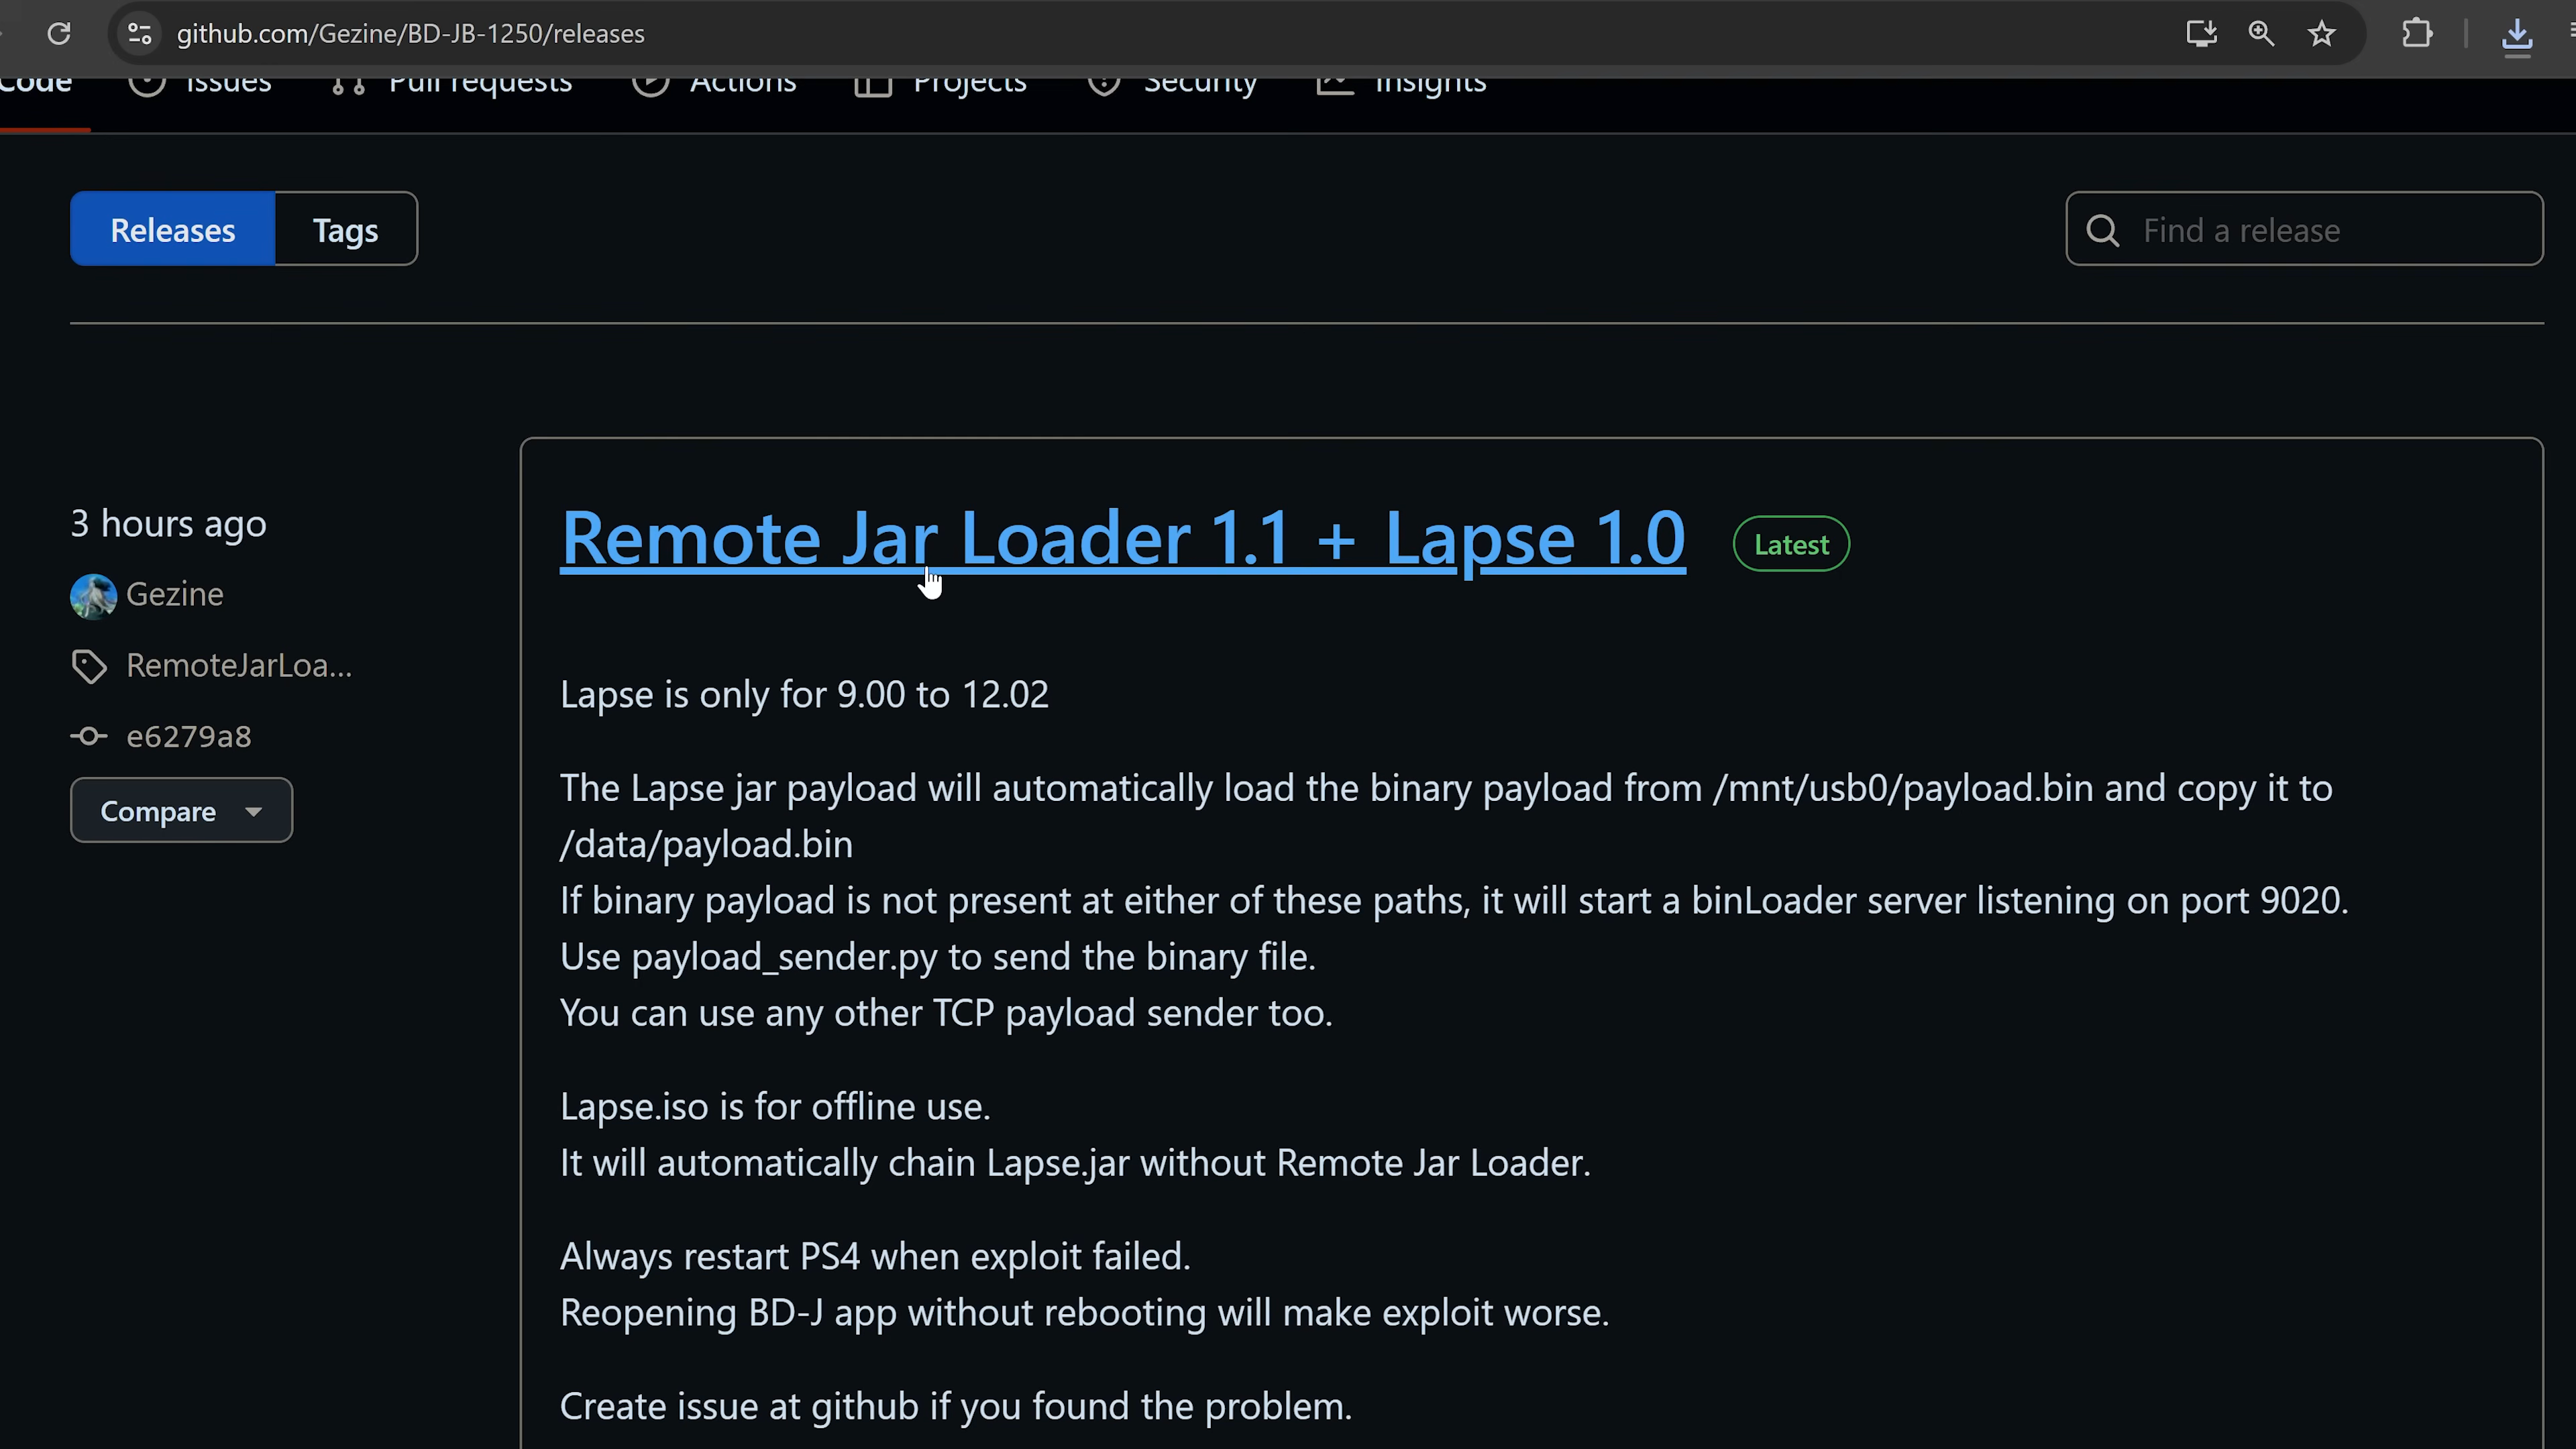 github.com/Gezine/BD-JB-1250/releases
Code Issues Pull requests Actions Projects Security Insights
Releases Tags
Find a release
3 hours ago
Gezine
RemoteJarLoa...
e6279a8
Compare
Remote Jar Loader 1.1 + Lapse 1.0 Latest
Lapse is only for 9.00 to 12.02
The Lapse jar payload will automatically load the binary payload from /mnt/usb0/payload.bin and copy it to
/data/payload.bin
If binary payload is not present at either of these paths, it will start a binLoader server listening on port 9020.
Use payload_sender.py to send the binary file.
You can use any other TCP payload sender too.
Lapse.iso is for offline use.
It will automatically chain Lapse.jar without Remote Jar Loader.
Always restart PS4 when exploit failed.
Reopening BD-J app without rebooting will make exploit worse.
Create issue at github if you found the problem.